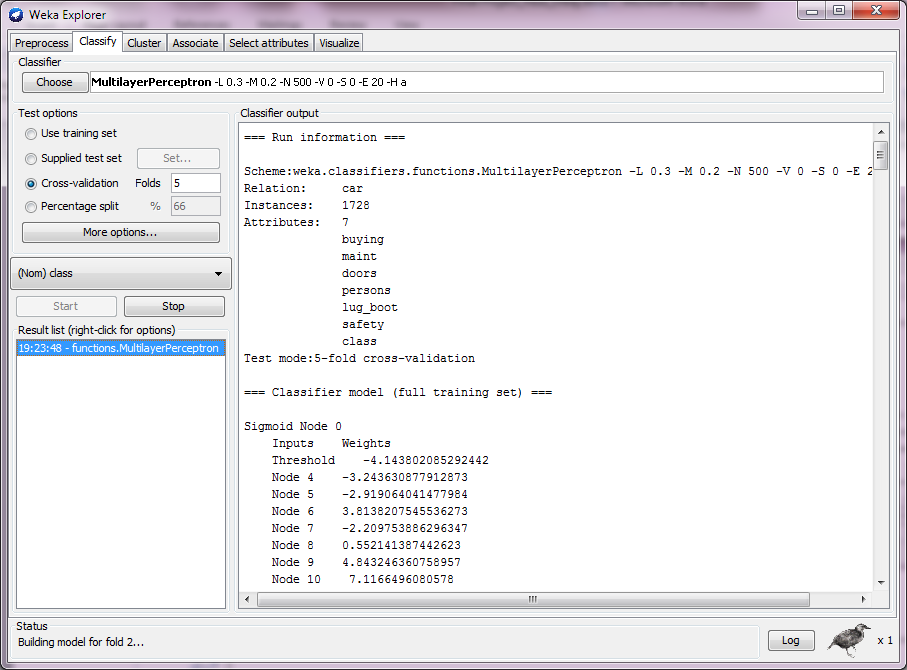 Weka Explorer
Preprocess Classify Cluster Associate Select attributes Visualize
Classifier
Choose MultilayerPerceptron -L 0.3 -M 0.2 -N 500 -V 0 -S 0 -E 20 -H a
Test options
Use training set
Supplied test set Set...
Cross-validation Folds 5
Percentage split % 66
More options...
(Nom) class
Start Stop
Result list (right-click for options)
19:23:48 - functions.MultilayerPerceptron
Classifier output
=== Run information ===
Scheme:weka.classifiers.functions.MultilayerPerceptron -L 0.3 -M 0.2 -N 500 -V 0 -S 0 -E 2
Relation: car
Instances: 1728
Attributes: 7
buying
maint
doors
persons
lug_boot
safety
class
Test mode:5-fold cross-validation
=== Classifier model (full training set) ===
Sigmoid Node 0
Inputs Weights
Threshold -4.143802085292442
Node 4 -3.243630877912873
Node 5 -2.919064041477984
Node 6 3.8138207545536273
Node 7 -2.209753886296347
Node 8 0.552141387442623
Node 9 4.843246360758957
Node 10 7.1166496080578
Status
Building model for fold 2...
Log
x 1